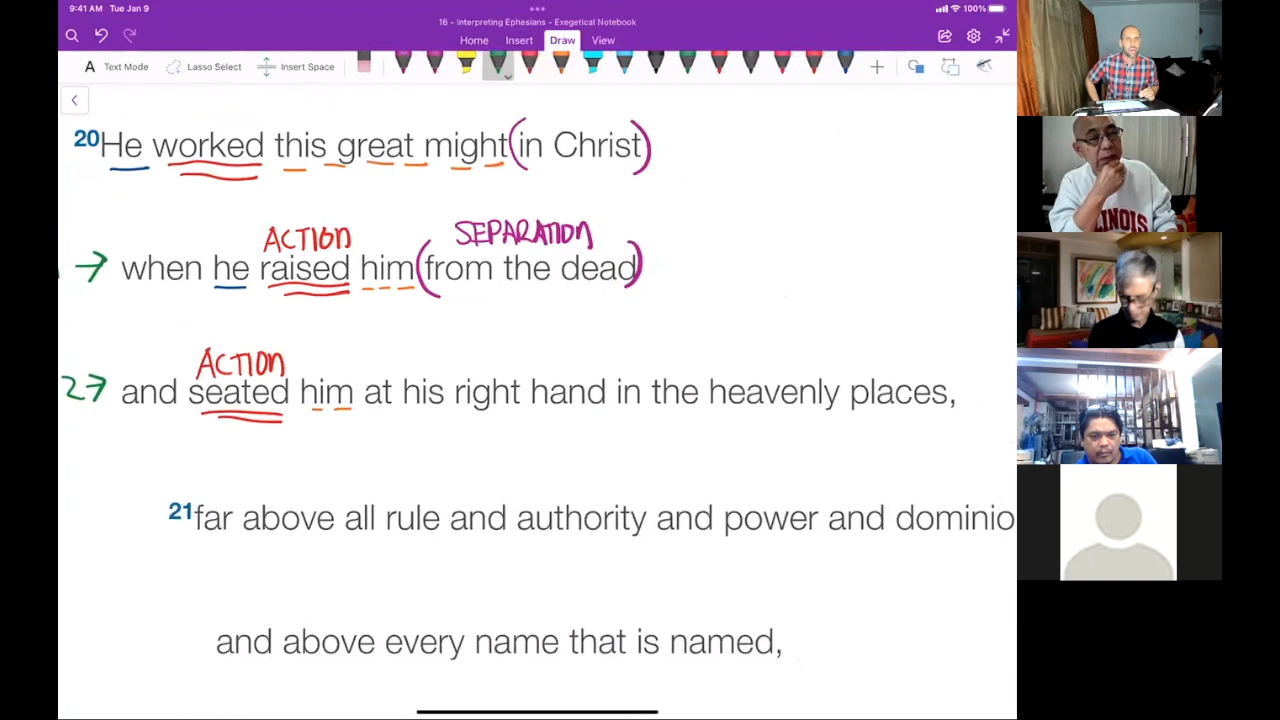 9:41 AM Tue Jan 9
100%
16 - Interpreting Ephesians - Exegetical Notebook
Home Insert Draw View
A Text Mode Lasso Select Insert Space
20He worked this great might (in Christ)
ACTION SEPARATION
→ when he raised him (from the dead)
ACTION
2→ and seated him at his right hand in the heavenly places,
21far above all rule and authority and power and dominio
and above every name that is named,
ILLINOIS